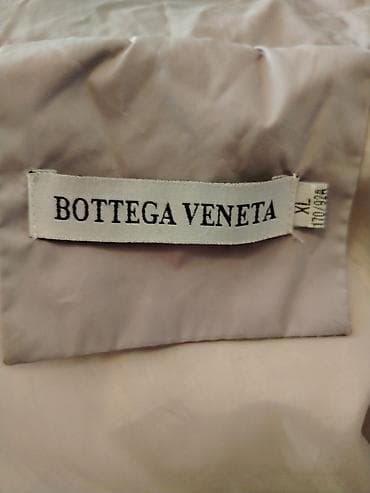 BOTTEGA VENETA
XL
170/92A